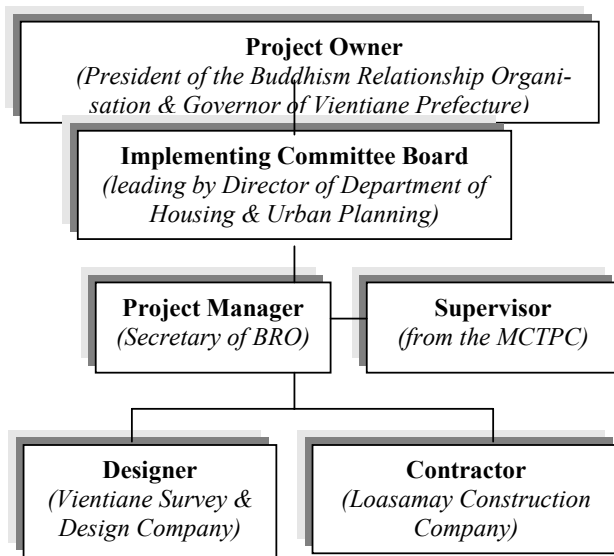 Project Owner
(President of the Buddhism Relationship Organi-
sation & Governor of Vientiane Prefecture)
Implementing Committee Board
(leading by Director of Department of
Housing & Urban Planning)
Project Manager
(Secretary of BRO)
Supervisor
(from the MCTPC)
Designer
(Vientiane Survey &
Design Company)
Contractor
(Loasamay Construction
Company)